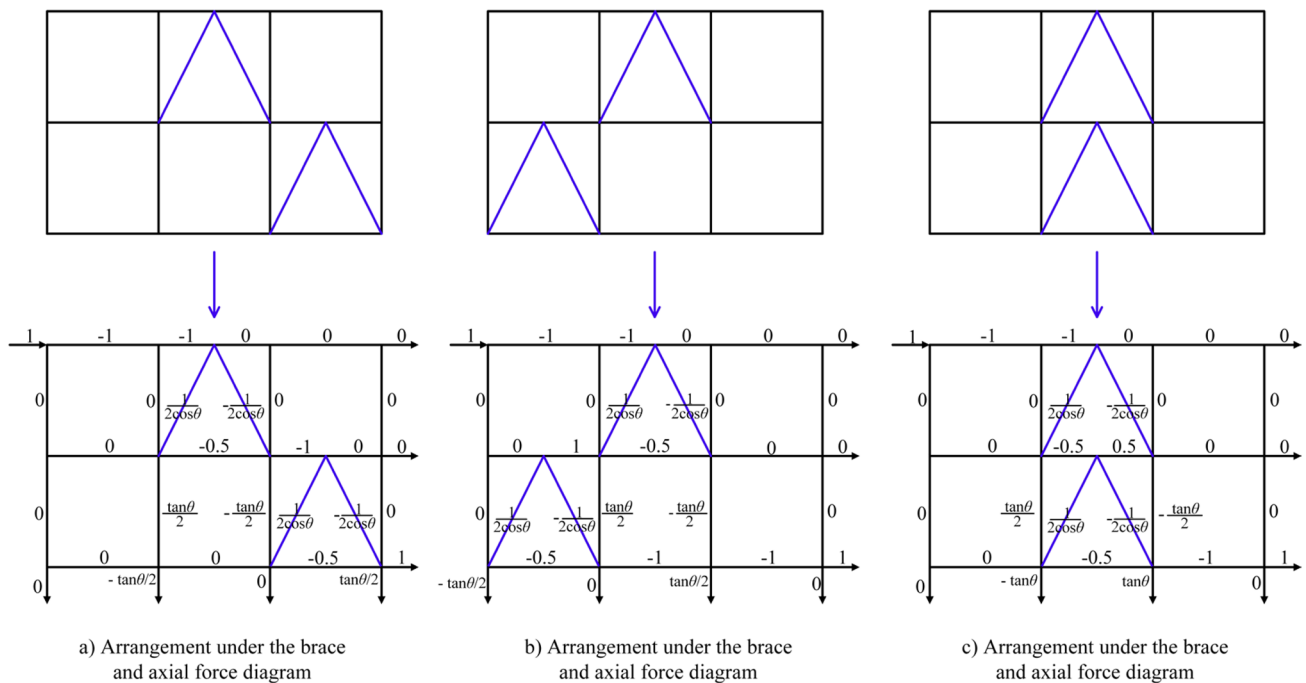 1 -1 -1 0 0 0
0 0 1/2cosθ -1/2cosθ 0 0
0 -0.5 -1 0 0
0 tanθ/2 -tanθ/2 1/2cosθ -1/2cosθ 0
0 0 -0.5 1
0 - tanθ/2 0 tanθ/2
a) Arrangement under the brace
and axial force diagram
1 -1 -1 0 0 0
0 0 1/2cosθ -1/2cosθ 0 0
0 1 -0.5 0 0
1/2cosθ -1/2cosθ tanθ/2 -tanθ/2 0
-0.5 -1 -1 1
- tanθ/2 0 tanθ/2 0
b) Arrangement under the brace
and axial force diagram
1 -1 -1 0 0 0
0 0 1/2cosθ -1/2cosθ 0 0
0 -0.5 0.5 0 0
0 tanθ/2 1/2cosθ -1/2cosθ -tanθ/2 0
0 -0.5 -1 1
0 - tanθ tanθ 0
c) Arrangement under the brace
and axial force diagram